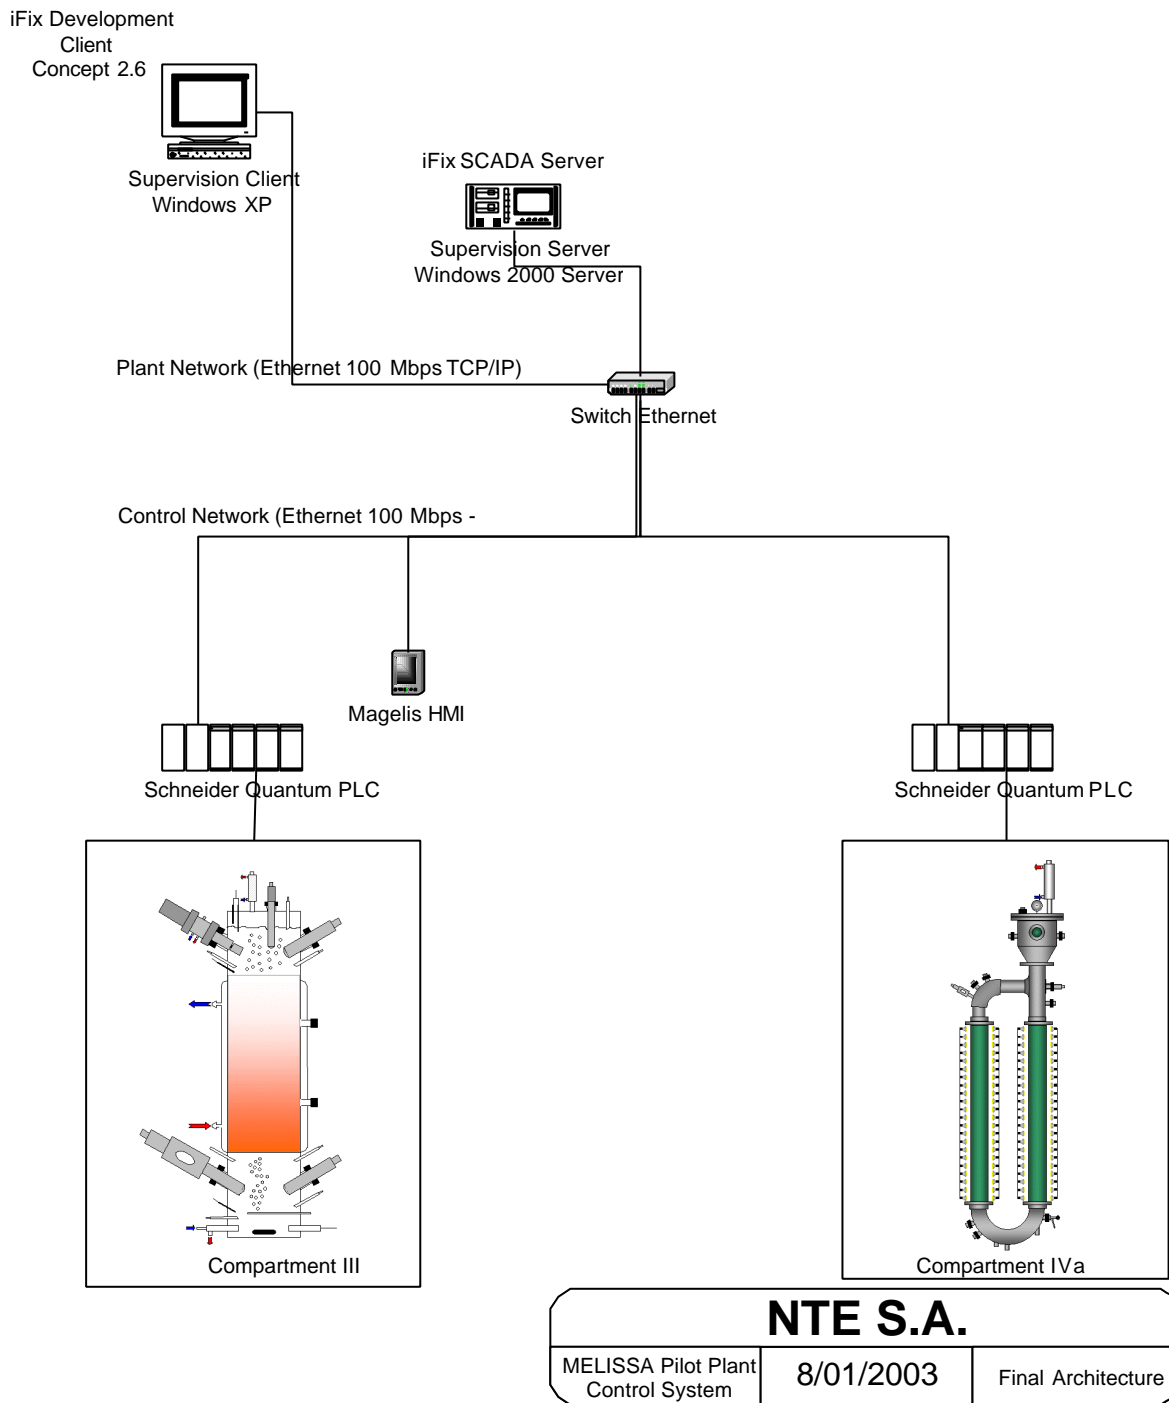 iFix Development
Client
Concept 2.6
Supervision Client
Windows XP
iFix SCADA Server
Supervision Server
Windows 2000 Server
Plant Network (Ethernet 100 Mbps TCP/IP)
Switch Ethernet
Control Network (Ethernet 100 Mbps -
Magelis HMI
Schneider Quantum PLC
Schneider Quantum PLC
Compartment III
Compartment IVa
NTE S.A.
MELISSA Pilot Plant
Control System
8/01/2003
Final Architecture